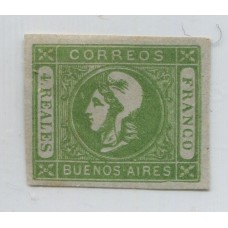 CORREOS
4 REALES
FRANCO
BUENOS-AIRES